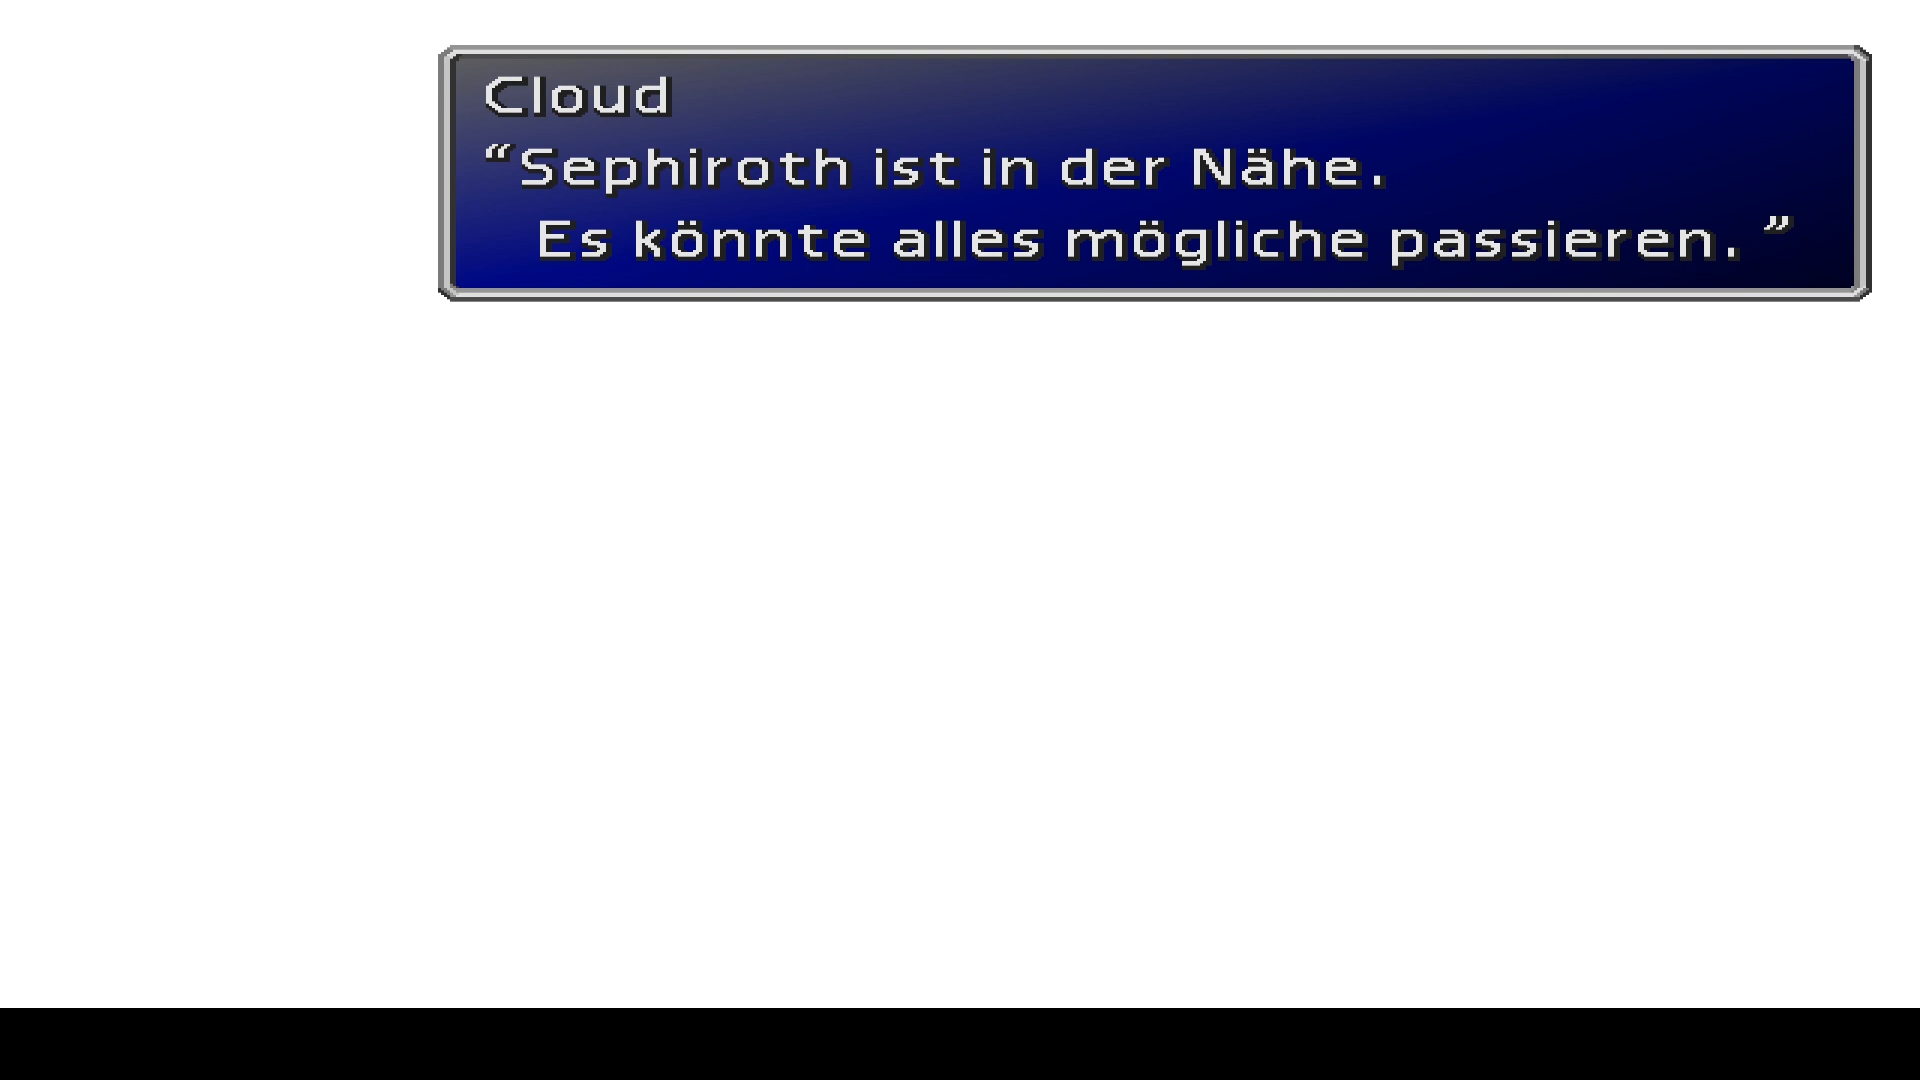 Cloud
“Sephiroth ist in der Nähe.
Es könnte alles mögliche passieren. ”